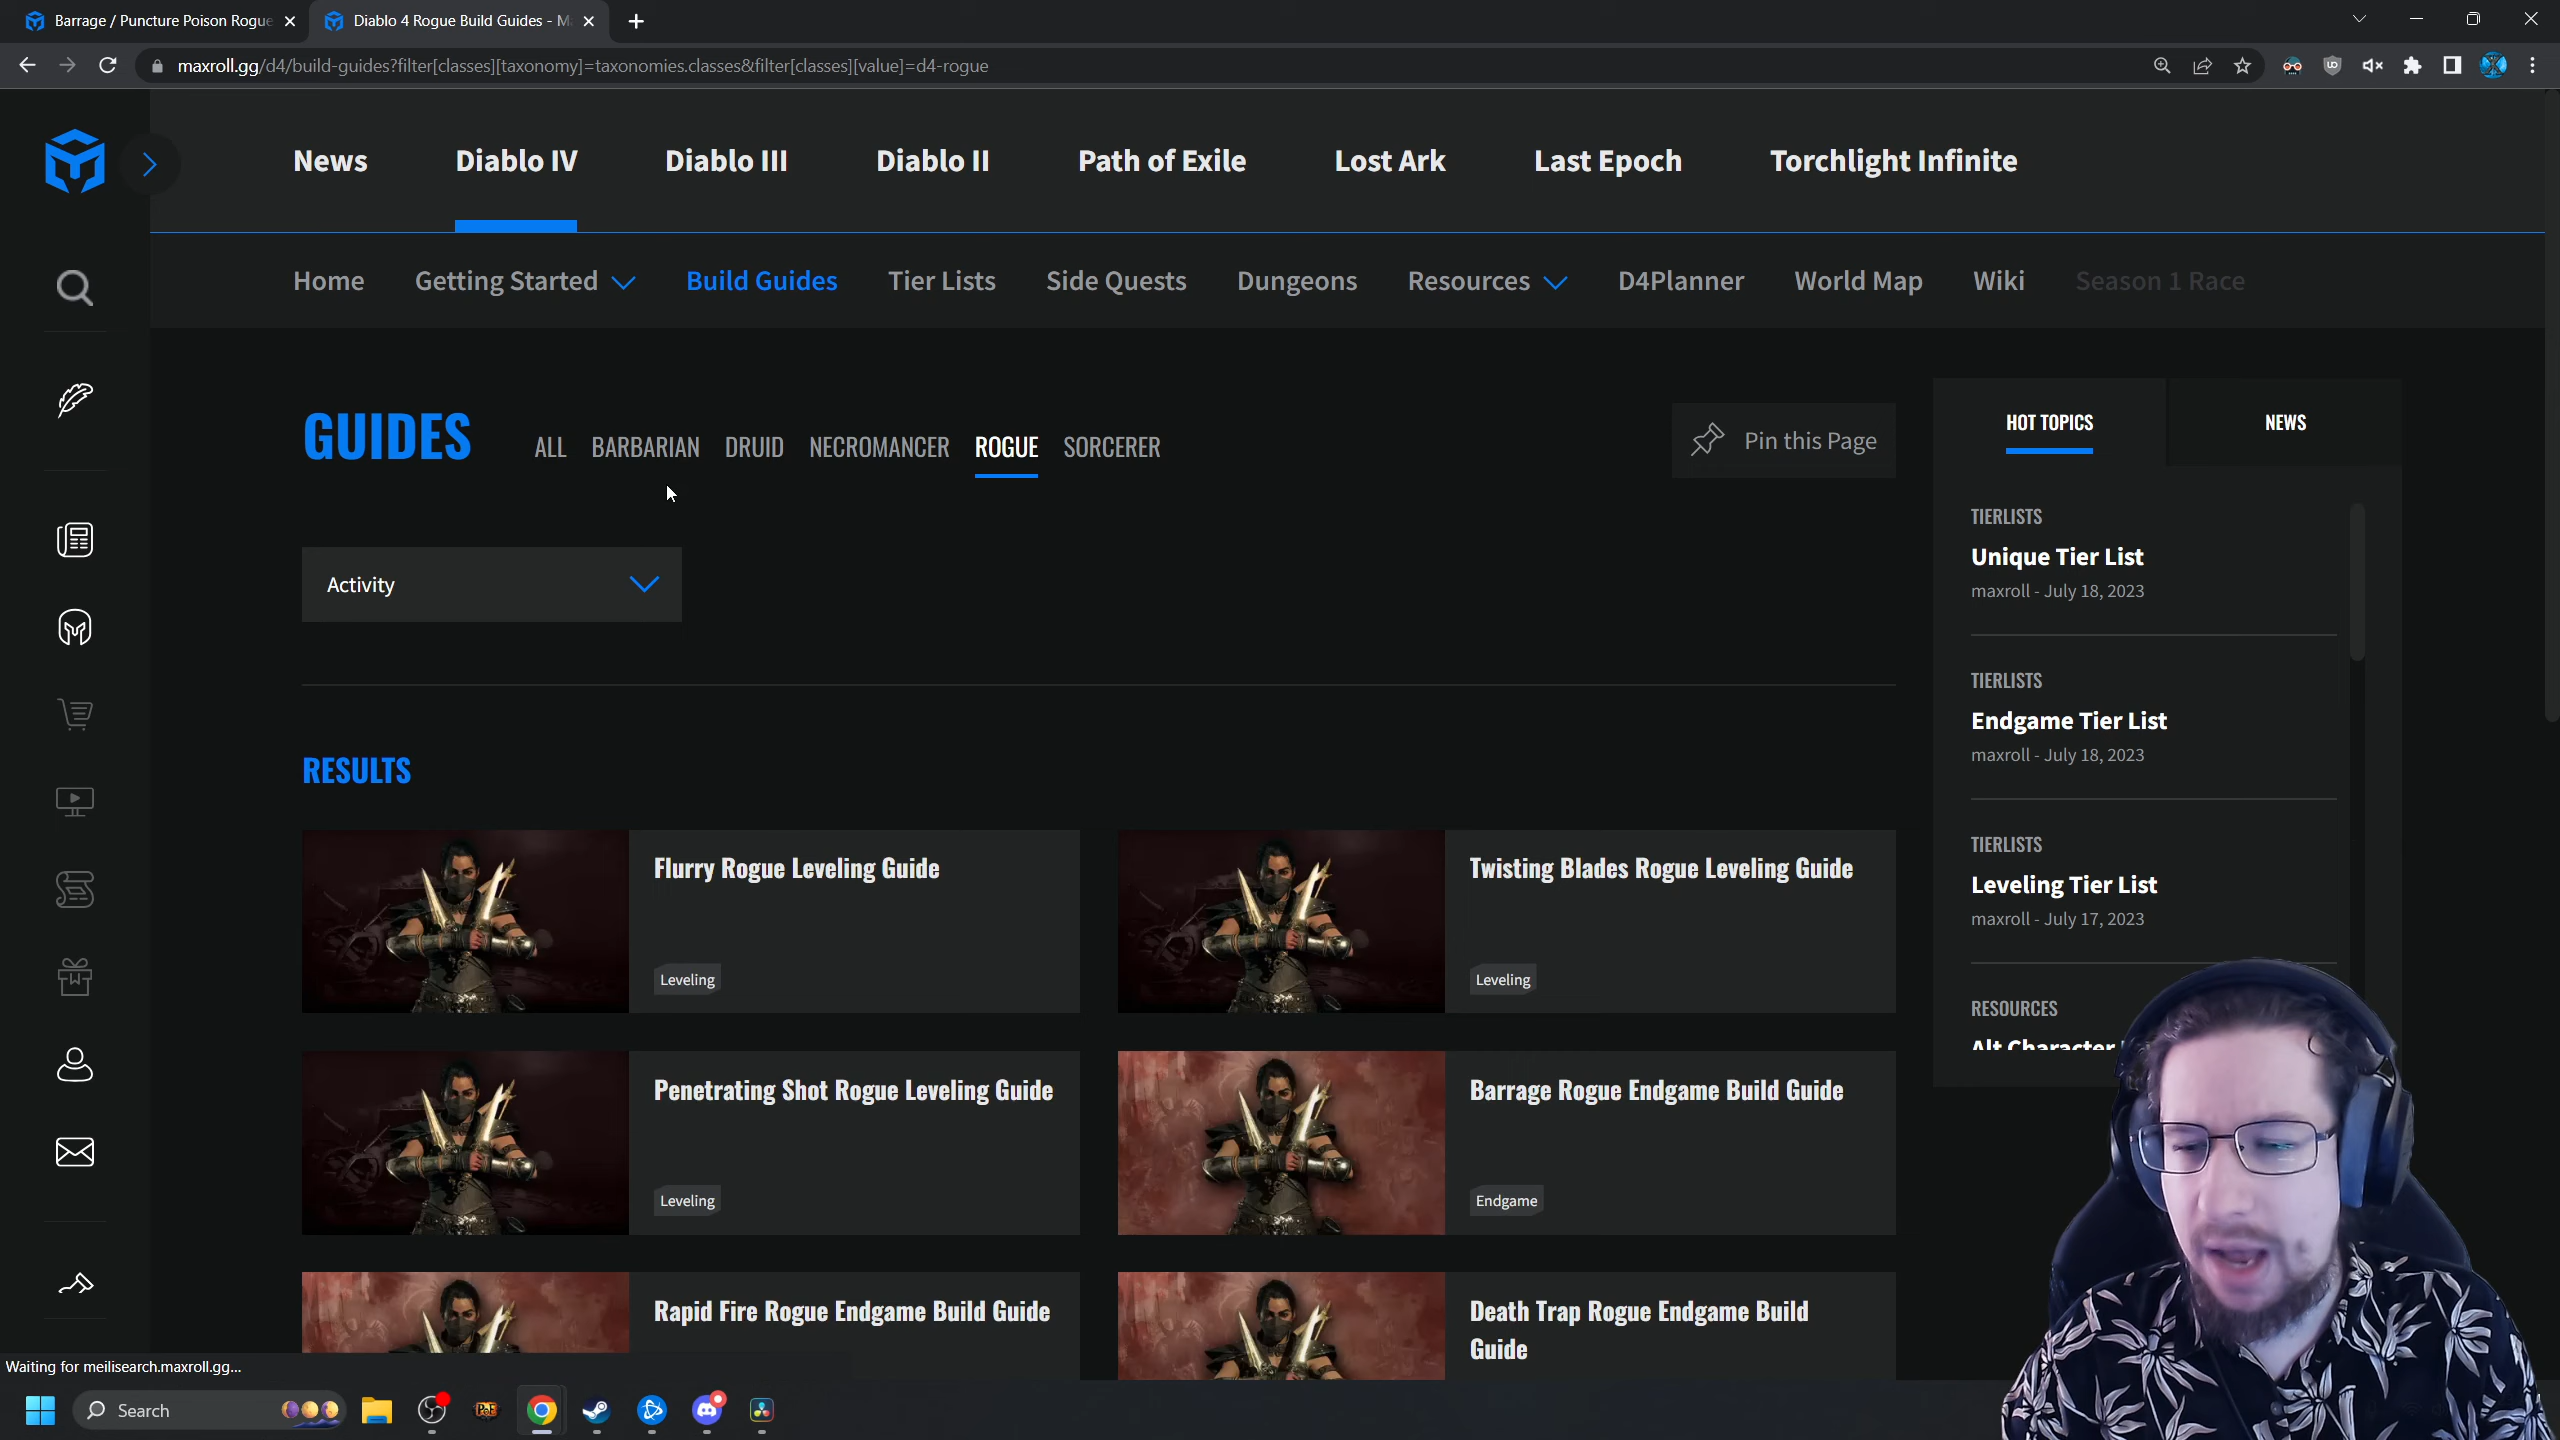 Barrage / Puncture Poison Rogue
Diablo 4 Rogue Build Guides - M
maxroll.gg/d4/build-guides?filter[classes][taxonomy]=taxonomies.classes&filter[classes][value]=d4-rogue
News
Diablo IV
Diablo III
Diablo II
Path of Exile
Lost Ark
Last Epoch
Torchlight Infinite
Home
Getting Started
Build Guides
Tier Lists
Side Quests
Dungeons
Resources
D4Planner
World Map
Wiki
Season 1 Race
GUIDES
ALL
BARBARIAN
DRUID
NECROMANCER
ROGUE
SORCERER
Pin this Page
HOT TOPICS
NEWS
Activity
TIERLISTS
Unique Tier List
maxroll - July 18, 2023
TIERLISTS
Endgame Tier List
maxroll - July 18, 2023
TIERLISTS
Leveling Tier List
maxroll - July 17, 2023
RESOURCES
Alt Character
RESULTS
Flurry Rogue Leveling Guide
Leveling
Twisting Blades Rogue Leveling Guide
Leveling
Penetrating Shot Rogue Leveling Guide
Leveling
Barrage Rogue Endgame Build Guide
Endgame
Rapid Fire Rogue Endgame Build Guide
Death Trap Rogue Endgame Build
Guide
Waiting for meilisearch.maxroll.gg...
Search
PoE